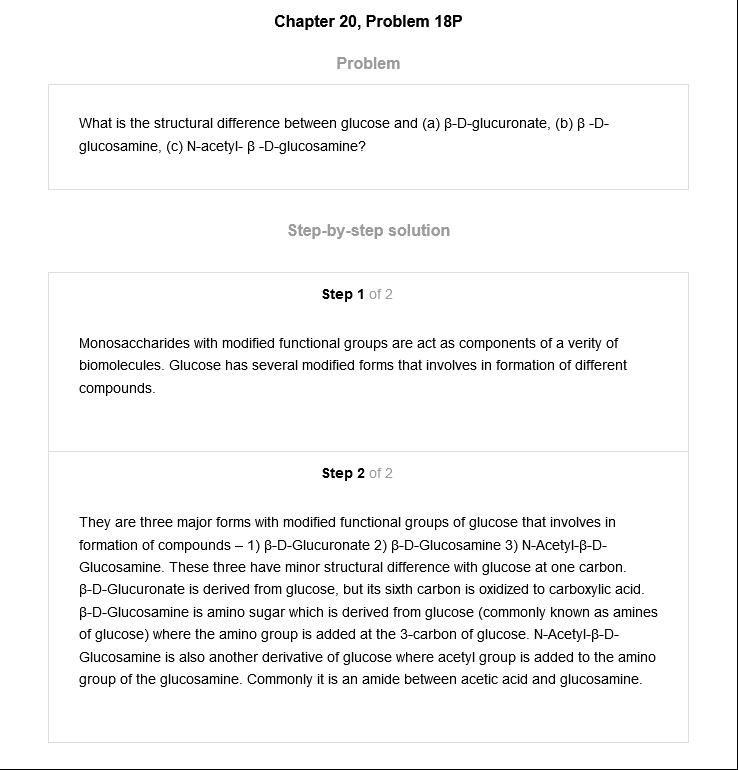 Chapter 20, Problem 18P
Problem
What is the structural difference between glucose and (a) β-D-glucuronate, (b) β -D-
glucosamine, (c) N-acetyl- β -D-glucosamine?
Step-by-step solution
Step 1 of 2
Monosaccharides with modified functional groups are act as components of a verity of
biomolecules. Glucose has several modified forms that involves in formation of different
compounds.
Step 2 of 2
They are three major forms with modified functional groups of glucose that involves in
formation of compounds – 1) β-D-Glucuronate 2) β-D-Glucosamine 3) N-Acetyl-β-D-
Glucosamine. These three have minor structural difference with glucose at one carbon.
β-D-Glucuronate is derived from glucose, but its sixth carbon is oxidized to carboxylic acid.
β-D-Glucosamine is amino sugar which is derived from glucose (commonly known as amines
of glucose) where the amino group is added at the 3-carbon of glucose. N-Acetyl-β-D-
Glucosamine is also another derivative of glucose where acetyl group is added to the amino
group of the glucosamine. Commonly it is an amide between acetic acid and glucosamine.